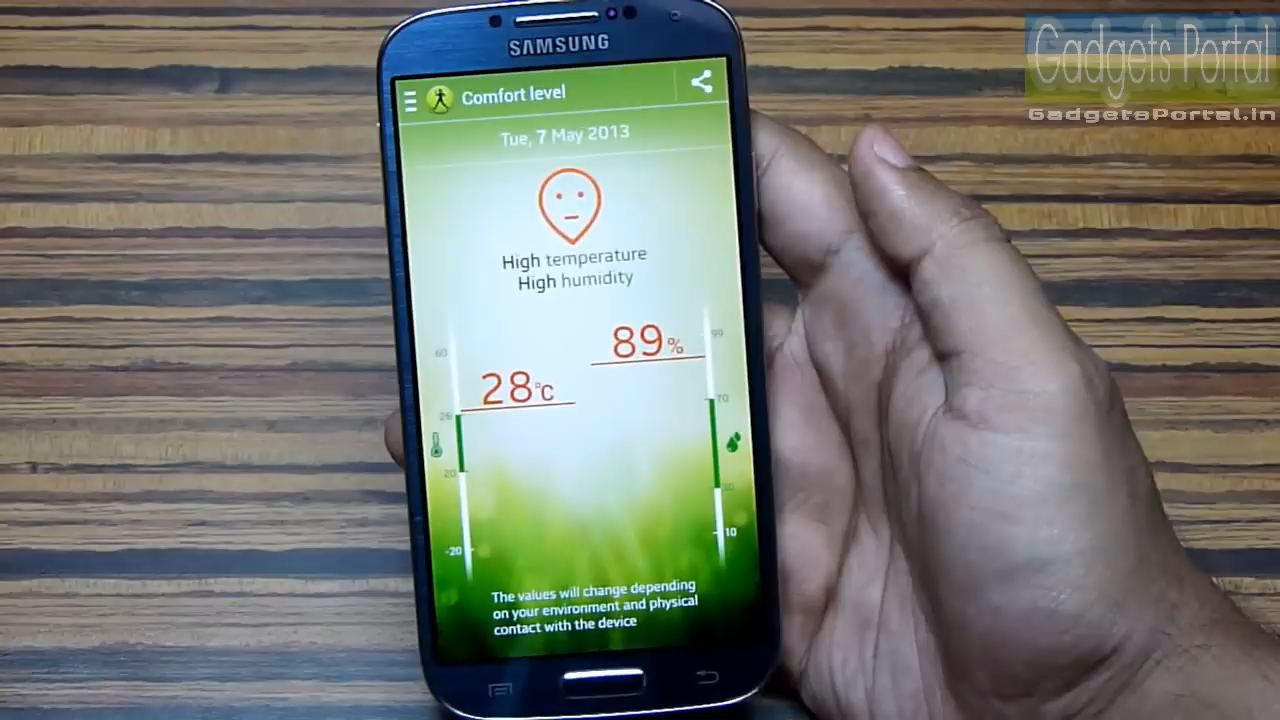 SAMSUNG
Gadgets Portal
GadgetsPortal.in
Comfort level
Tue, 7 May 2013
High temperature
High humidity
89%
99
60
28°C
70
26
20
10
-20
The values will change depending
on your environment and physical
contact with the device